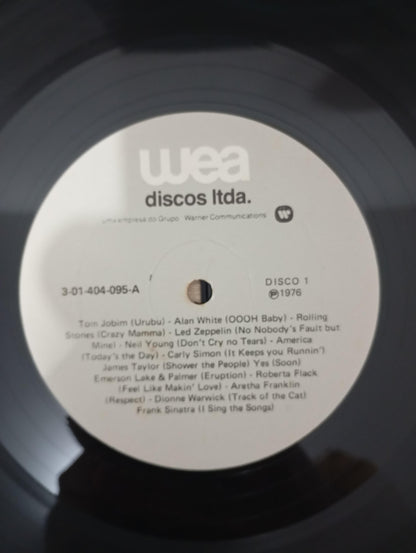 wea
discos ltda.
uma empresa do Grupo Warner Communications
3-01-404-095-A
DISCO 1
℗ 1976
Tom Jobim (Urubu) - Alan White (OOOH Baby) - Rolling
Stones (Crazy Mamma) - Led Zeppelin (No Nobody's Fault but
Mine) - Neil Young (Don't Cry no Tears) - America
(Today's the Day) - Carly Simon (It Keeps you Runnin')
James Taylor (Shower the People) Yes (Soon)
Emerson Lake & Palmer (Eruption) - Roberta Flack
(Feel Like Makin' Love) - Aretha Franklin
(Respect) - Dionne Warwick (Track of the Cat)
Frank Sinatra (I Sing the Songs)